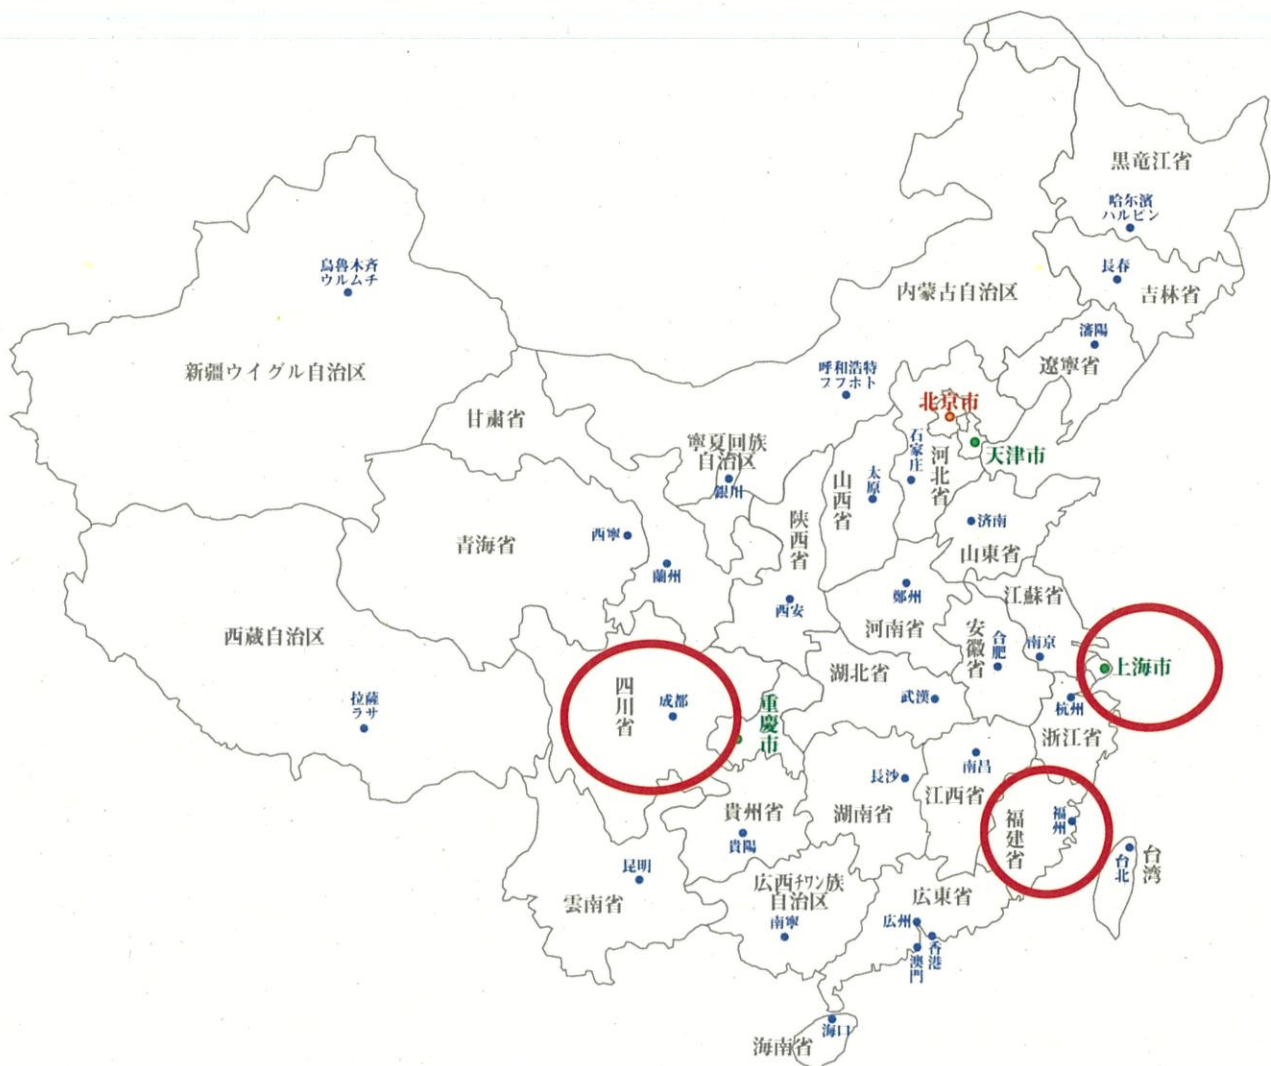 黒竜江省
哈尔濱
ハルビン
長春
吉林省
内蒙古自治区
瀋陽
遼寧省
烏魯木斉
ウルムチ
新疆ウイグル自治区
呼和浩特
フフホト
甘粛省
北京市
天津市
石家庄
河北省
寧夏回族
自治区
銀川
山西省
太原
陝西省
済南
山東省
青海省
西寧
蘭州
西安
鄭州
河南省
江蘇省
安徽省
合肥
南京
上海市
西蔵自治区
拉薩
ラサ
四川省
成都
重慶市
湖北省
武漢
杭州
浙江省
南昌
江西省
長沙
湖南省
貴州省
貴陽
福建省
福州
台北
台湾
昆明
雲南省
広西チワン族
自治区
南寧
広東省
広州
香港
澳門
海口
海南省